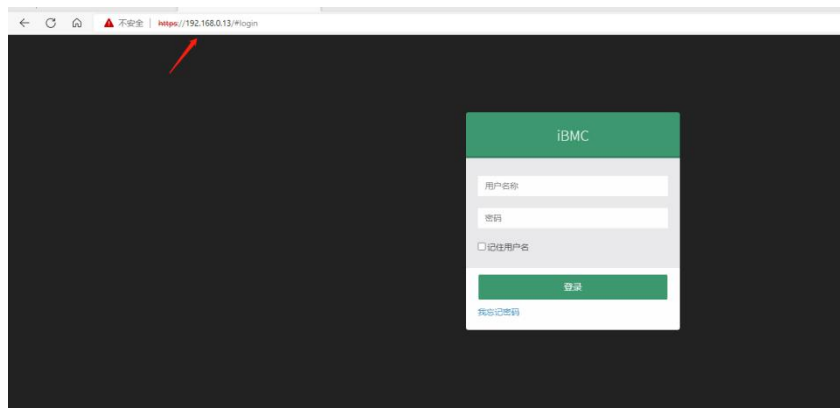 不安全 | https://192.168.0.13/#login
iBMC
用户名称
密码
记住用户名
登录
我忘记密码